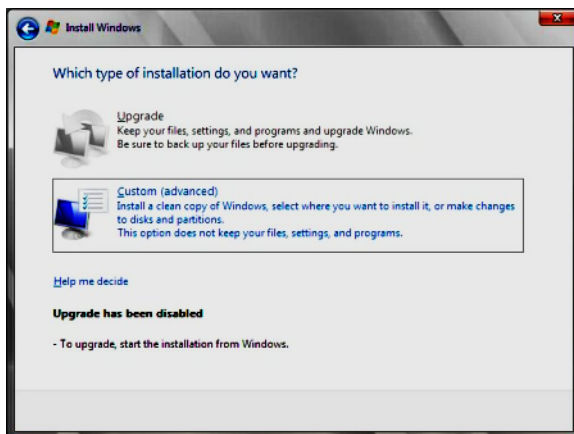 Install Windows
Which type of installation do you want?
Upgrade
Keep your files, settings, and programs and upgrade Windows.
Be sure to back up your files before upgrading.
Custom (advanced)
Install a clean copy of Windows, select where you want to install it, or make changes
to disks and partitions.
This option does not keep your files, settings, and programs.
Help me decide
Upgrade has been disabled
- To upgrade, start the installation from Windows.